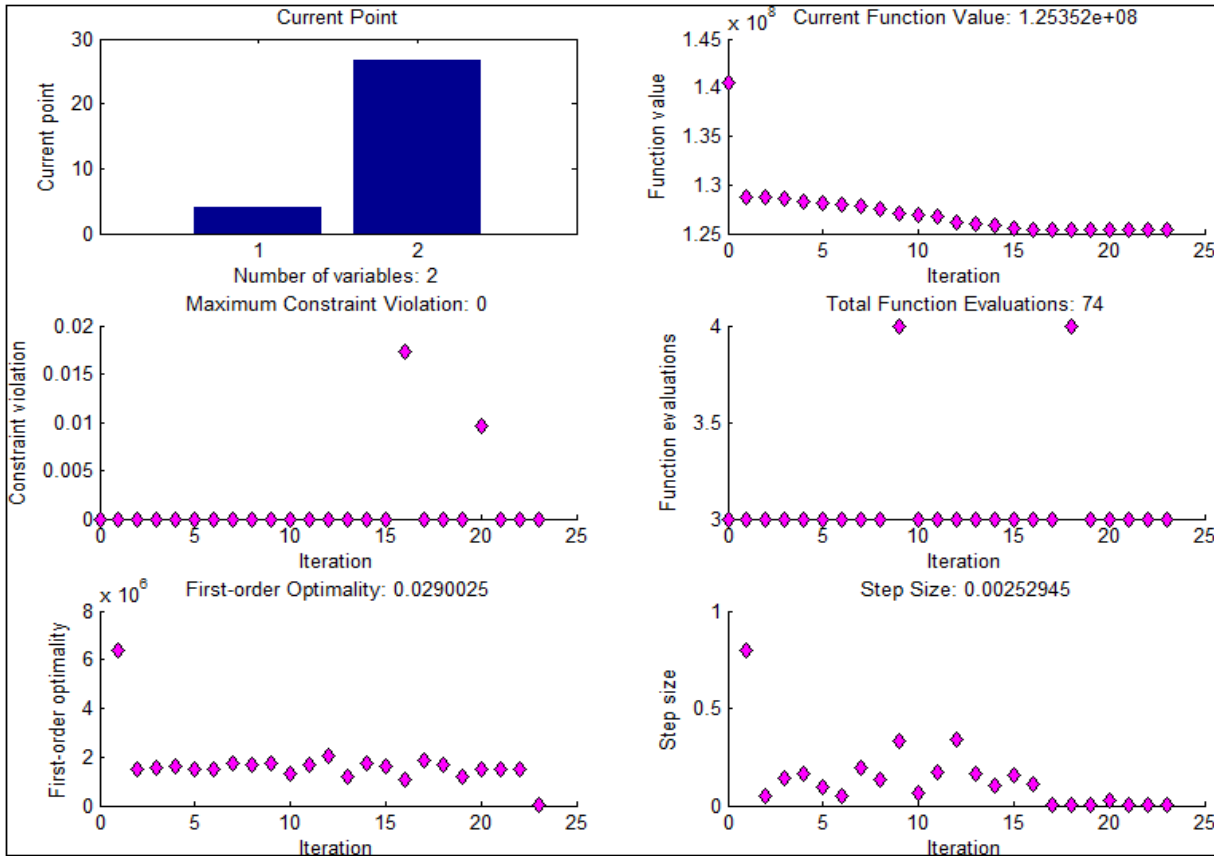 Current Point
Current point
30
20
10
0
1 2
Number of variables: 2
Current Function Value: 1.25352e+08
x 10^8
Function value
1.45
1.4
1.35
1.3
1.25
0 5 10 15 20 25
Iteration
Maximum Constraint Violation: 0
Constraint violation
0.02
0.015
0.01
0.005
0
0 5 10 15 20 25
Iteration
Total Function Evaluations: 74
Function evaluations
4
3.5
3
0 5 10 15 20 25
Iteration
First-order Optimality: 0.0290025
x 10^6
First-order optimality
8
6
4
2
0
0 5 10 15 20 25
Iteration
Step Size: 0.00252945
Step size
1
0.5
0
0 5 10 15 20 25
Iteration